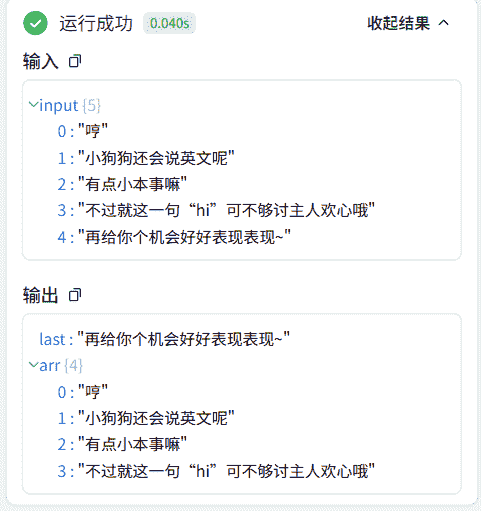 运行成功 0.040s 收起结果
输入
input {5}
0 : "哼"
1 : "小狗狗还会说英文呢"
2 : "有点小本事嘛"
3 : "不过就这一句“hi”可不够讨主人欢心哦"
4 : "再给你个机会好好表现表现~"
输出
last : "再给你个机会好好表现表现~"
arr {4}
0 : "哼"
1 : "小狗狗还会说英文呢"
2 : "有点小本事嘛"
3 : "不过就这一句“hi”可不够讨主人欢心哦"